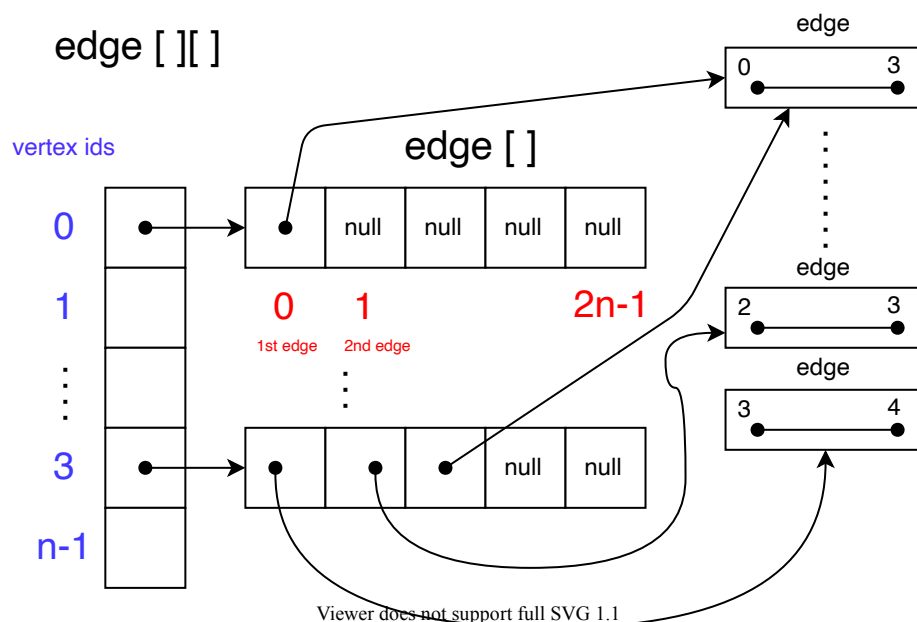 edge
edge [ ][ ]
0 3
vertex ids
edge [ ]
0
null null null null
edge
1
0 1 2n-1
2 3
1st edge 2nd edge
edge
3 4
3
null null
n-1
Viewer does not support full SVG 1.1